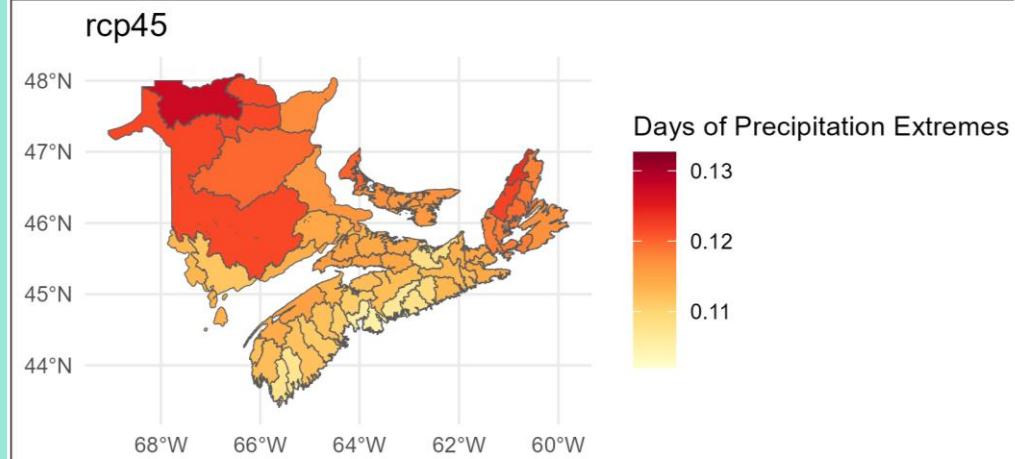 rcp45
48°N
47°N
46°N
45°N
44°N
68°W 66°W 64°W 62°W 60°W
Days of Precipitation Extremes
0.13
0.12
0.11